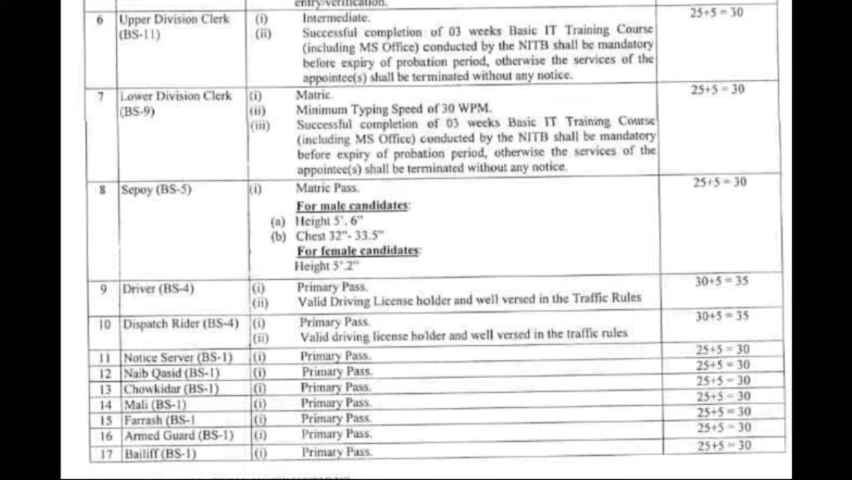 entry/verification.
6 Upper Division Clerk (i) Intermediate. 25+5 = 30
(BS-11) (ii) Successful completion of 03 weeks Basic IT Training Course
(including MS Office) conducted by the NITB shall be mandatory
before expiry of probation period, otherwise the services of the
appointee(s) shall be terminated without any notice.
7 Lower Division Clerk (i) Matric. 25+5 = 30
(BS-9) (ii) Minimum Typing Speed of 30 WPM.
(iii) Successful completion of 03 weeks Basic IT Training Course
(including MS Office) conducted by the NITB shall be mandatory
before expiry of probation period, otherwise the services of the
appointee(s) shall be terminated without any notice.
8 Sepoy (BS-5) (i) Matric Pass. 25+5 = 30
For male candidates:
(a) Height 5'. 6"
(b) Chest 32"- 33.5"
For female candidates:
Height 5'.2"
9 Driver (BS-4) (i) Primary Pass. 30+5 = 35
(ii) Valid Driving License holder and well versed in the Traffic Rules
10 Dispatch Rider (BS-4) (i) Primary Pass. 30+5 = 35
(ii) Valid driving license holder and well versed in the traffic rules
11 Notice Server (BS-1) (i) Primary Pass. 25+5 = 30
12 Naib Qasid (BS-1) (i) Primary Pass. 25+5 = 30
13 Chowkidar (BS-1) (i) Primary Pass. 25+5 = 30
14 Mali (BS-1) (i) Primary Pass. 25+5 = 30
15 Farrash (BS-1 (i) Primary Pass. 25+5 = 30
16 Armed Guard (BS-1) (i) Primary Pass. 25+5 = 30
17 Bailiff (BS-1) (i) Primary Pass. 25+5 = 30